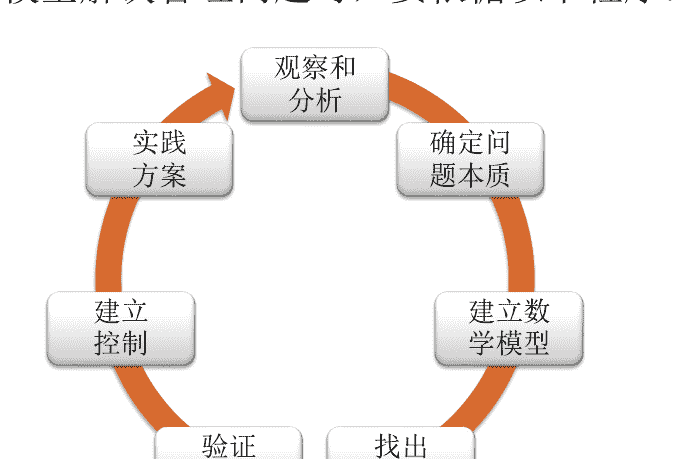 观察和
分析
确定问
题本质
建立数
学模型
找出
验证
建立
控制
实践
方案